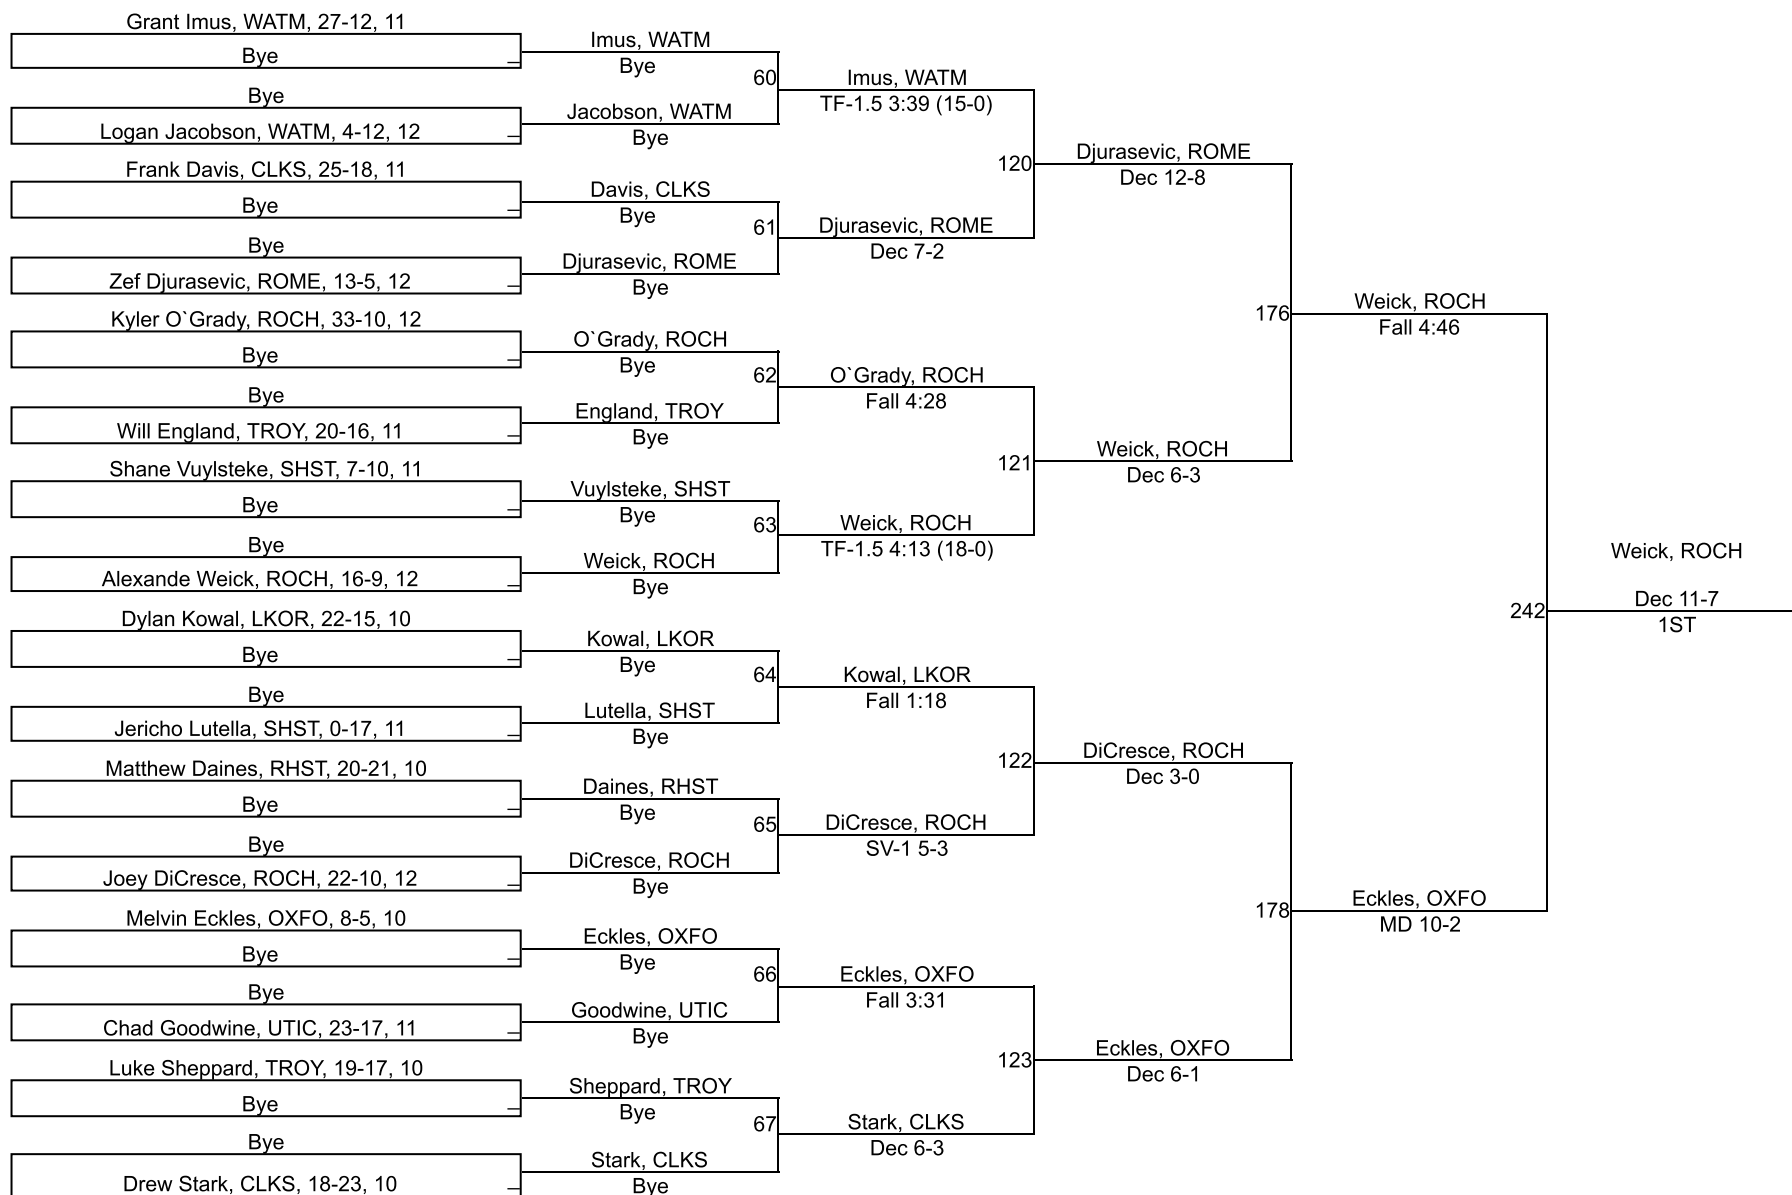 Grant Imus, WATM, 27-12, 11
Bye
Bye
Logan Jacobson, WATM, 4-12, 12
Frank Davis, CLKS, 25-18, 11
Bye
Bye
Zef Djurasevic, ROME, 13-5, 12
Kyler O`Grady, ROCH, 33-10, 12
Bye
Bye
Will England, TROY, 20-16, 11
Shane Vuylsteke, SHST, 7-10, 11
Bye
Bye
Alexande Weick, ROCH, 16-9, 12
Dylan Kowal, LKOR, 22-15, 10
Bye
Bye
Jericho Lutella, SHST, 0-17, 11
Matthew Daines, RHST, 20-21, 10
Bye
Bye
Joey DiCresce, ROCH, 22-10, 12
Melvin Eckles, OXFO, 8-5, 10
Bye
Bye
Chad Goodwine, UTIC, 23-17, 11
Luke Sheppard, TROY, 19-17, 10
Bye
Bye
Drew Stark, CLKS, 18-23, 10
Imus, WATM
Bye
60
Jacobson, WATM
Bye
Davis, CLKS
Bye
61
Djurasevic, ROME
Bye
O`Grady, ROCH
Bye
62
England, TROY
Bye
Vuylsteke, SHST
Bye
63
Weick, ROCH
Bye
Kowal, LKOR
Bye
64
Lutella, SHST
Bye
Daines, RHST
Bye
65
DiCresce, ROCH
Bye
Eckles, OXFO
Bye
66
Goodwine, UTIC
Bye
Sheppard, TROY
Bye
67
Stark, CLKS
Bye
Imus, WATM
TF-1.5 3:39 (15-0)
120
Djurasevic, ROME
Dec 7-2
O`Grady, ROCH
Fall 4:28
121
Weick, ROCH
TF-1.5 4:13 (18-0)
Kowal, LKOR
Fall 1:18
122
DiCresce, ROCH
SV-1 5-3
Eckles, OXFO
Fall 3:31
123
Stark, CLKS
Dec 6-3
Djurasevic, ROME
Dec 12-8
176
Weick, ROCH
Dec 6-3
DiCresce, ROCH
Dec 3-0
178
Eckles, OXFO
Dec 6-1
Weick, ROCH
Fall 4:46
242
Eckles, OXFO
MD 10-2
Weick, ROCH
Dec 11-7
1ST